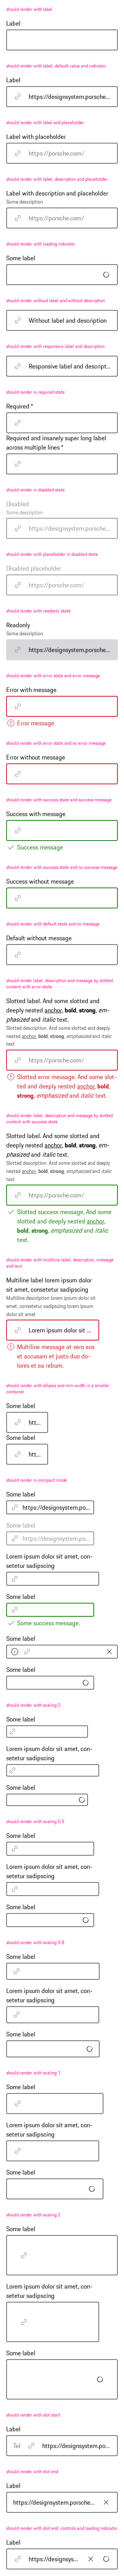 should render with label
Label
should render with label, default value and indicator
Label
https://designsystem.porsche...
should render with label and placeholder
Label with placeholder
https://porsche.com/
should render with label, description and placeholder
Label with description and placeholder
Some description
https://porsche.com/
should render with loading indicator
Some label
should render without label and without description
Without label and description
should render with responsive label and description
Responsive label and descript...
should render in required state
Required *
Required and insanely super long label
across multiple lines *
should render in disabled state
Disabled
Some description
https://designsystem.porsche...
should render with placeholder in disabled state
Disabled placeholder
https://porsche.com/
should render with readonly state
Readonly
Some description
https://designsystem.porsche...
should render with error state and error message
Error with message
Error message
should render with error state and no error message
Error without message
should render with success state and success message
Success with message
Success message
should render with success state and no success message
Success without message
should render with default state and no message
Default without message
should render label, description and message by slotted
content with error state
Slotted label. And some slotted and
deeply nested anchor, bold, strong, em-
phasized and italic text.
Slotted description. And some slotted and deeply
nested anchor, bold, strong, emphasized and italic
text.
https://porsche.com/
Slotted error message. And some slot-
ted and deeply nested anchor, bold,
strong, emphasized and italic text.
should render label, description and message by slotted
content with success state
Slotted label. And some slotted and
deeply nested anchor, bold, strong, em-
phasized and italic text.
Slotted description. And some slotted and deeply
nested anchor, bold, strong, emphasized and italic
text.
https://porsche.com/
Slotted success message. And some
slotted and deeply nested anchor,
bold, strong, emphasized and italic
text.
should render with multiline label, description, message
and text
Multiline label lorem ipsum dolor
sit amet, consetetur sadipscing
Multiline description lorem ipsum dolor sit
amet, consetetur sadipscing lorem ipsum
dolor sit amet
Lorem ipsum dolor sit ...
Multiline message at vero eos
et accusam et justo duo do-
lores et ea rebum.
should render with ellipsis and min width in a smaller
container
Some label
htt...
Some label
htt...
should render in compact mode
Some label
https://designsystem.po...
Some label
https://designsystem.po...
Lorem ipsum dolor sit amet, con-
setetur sadipscing
Some label
Some success message.
Some label
Some label
should render with scaling 0
Some label
Lorem ipsum dolor sit amet, con-
setetur sadipscing
Some label
should render with scaling 0.5
Some label
Lorem ipsum dolor sit amet, con-
setetur sadipscing
Some label
should render with scaling 0.8
Some label
Lorem ipsum dolor sit amet, con-
setetur sadipscing
Some label
should render with scaling 1
Some label
Lorem ipsum dolor sit amet, con-
setetur sadipscing
Some label
should render with scaling 2
Some label
Lorem ipsum dolor sit amet, con-
setetur sadipscing
Some label
should render with slot start
Label
Tel https://designsystem.po...
should render with slot end
Label
https://designsystem.porsche...
should render with slot end, controls and loading indicator
Label
https://designsys...